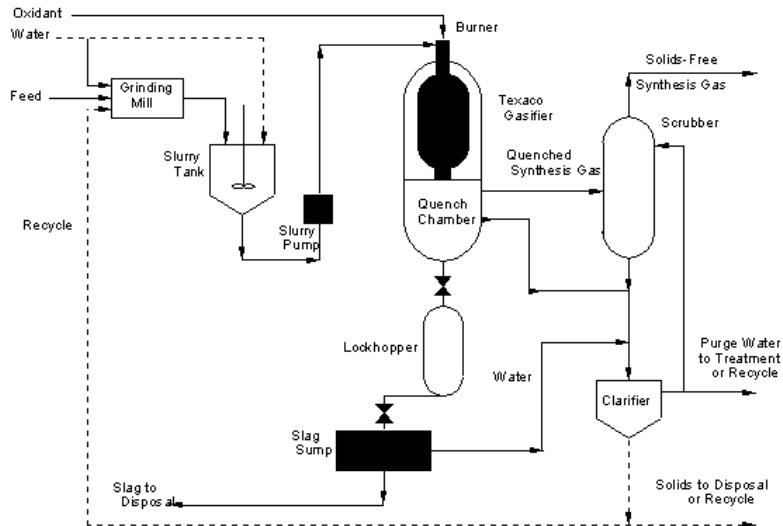 Oxidant
Burner
Water
Solids-Free
Synthesis Gas
Feed
Grinding
Mill
Texaco
Gasifier
Scrubber
Slurry
Tank
Quenched
Synthesis Gas
Quench
Chamber
Recycle
Slurry
Pump
Lockhopper
Water
Purge Water
to Treatment
or Recycle
Clarifier
Slag
Sump
Slag to
Disposal
Solids to Disposal
or Recycle